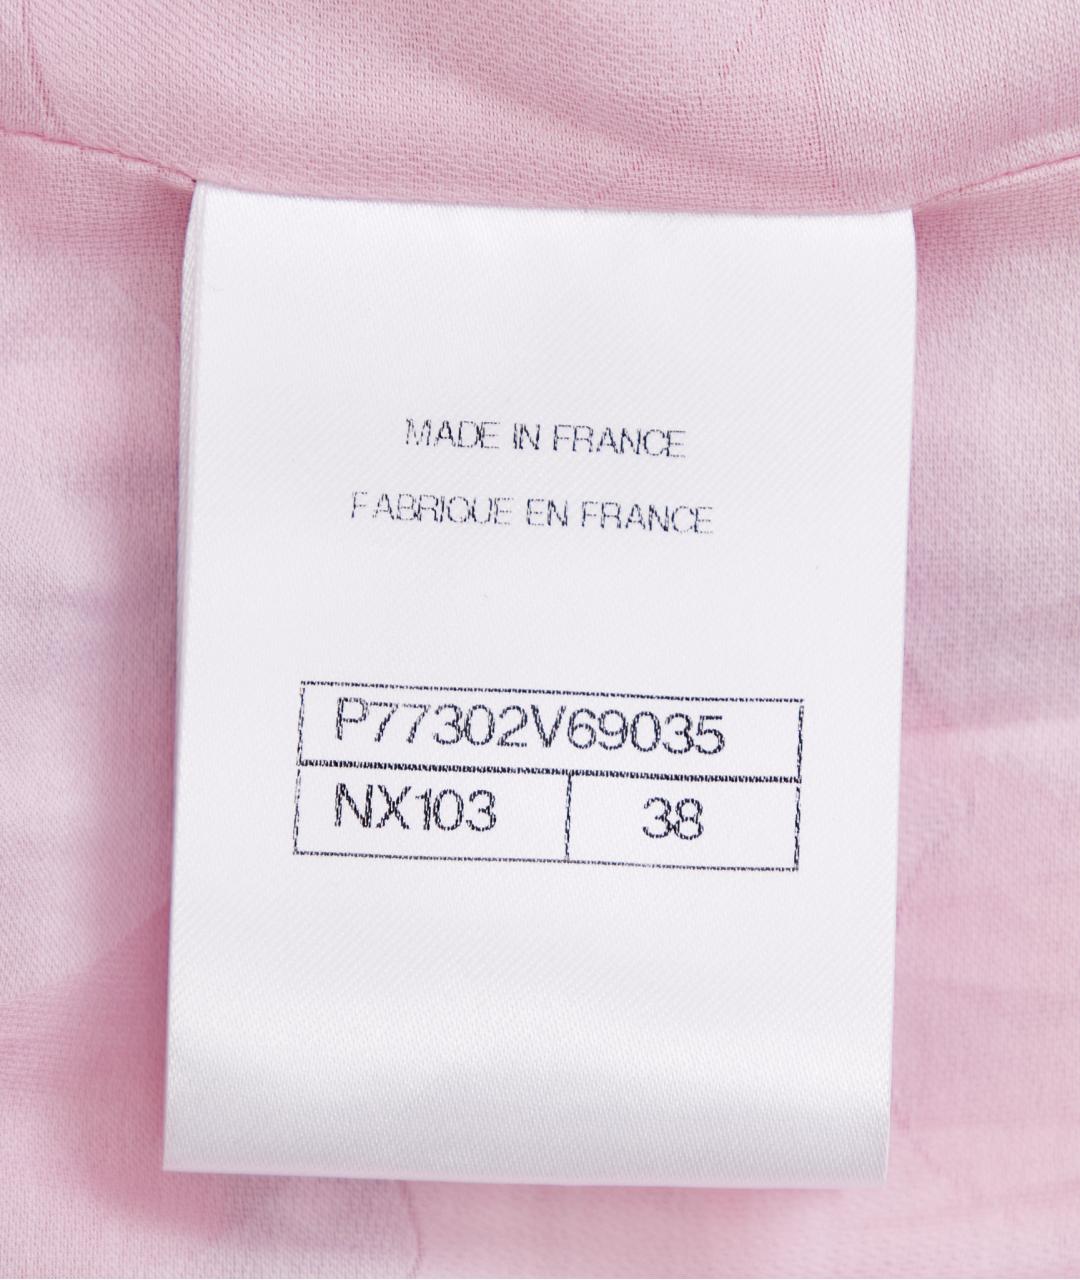 MADE IN FRANCE
FABRIQUE EN FRANCE
P77302V69035
NX103 38